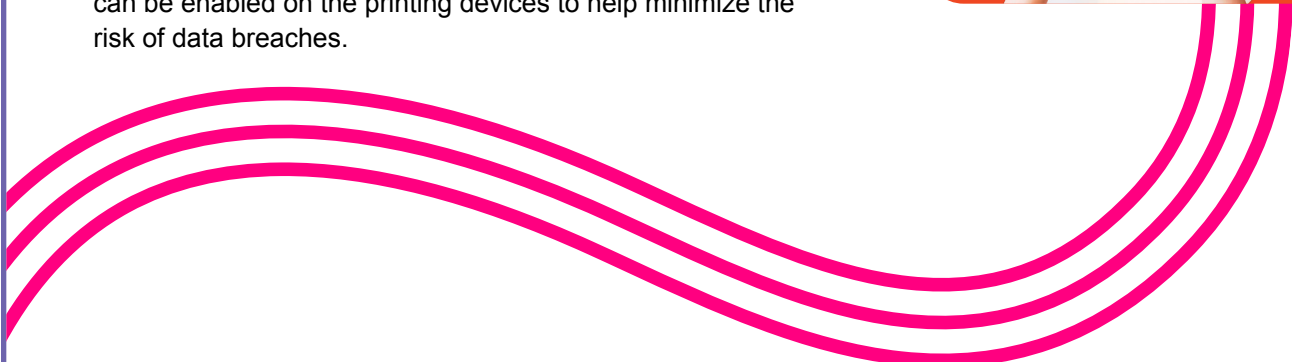 can be enabled on the printing devices to help minimize the
risk of data breaches.